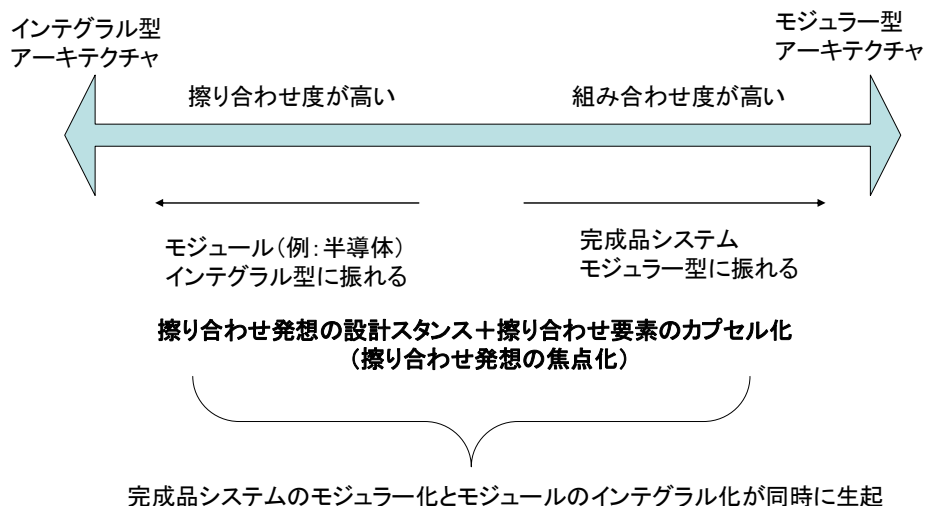 インテグラル型
アーキテクチャ
モジュラー型
アーキテクチャ
擦り合わせ度が高い
組み合わせ度が高い
モジュール(例:半導体)
インテグラル型に振れる
完成品システム
モジュラー型に振れる
擦り合わせ発想の設計スタンス+擦り合わせ要素のカプセル化
(擦り合わせ発想の焦点化)
完成品システムのモジュラー化とモジュールのインテグラル化が同時に生起